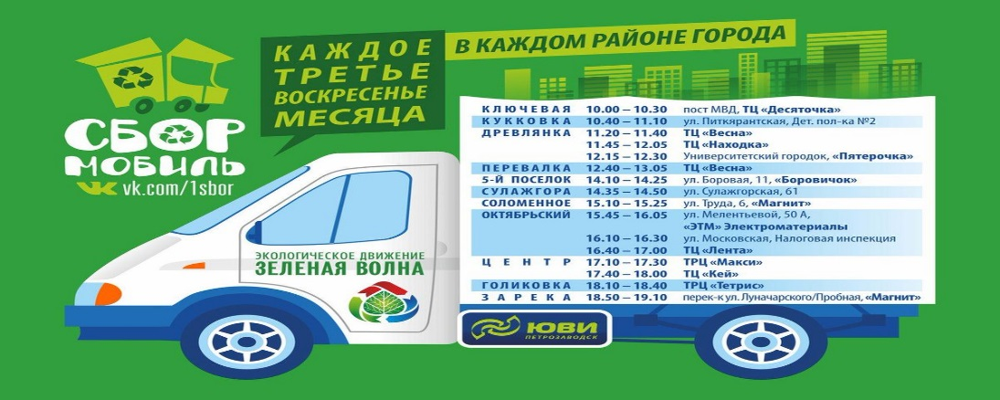 КАЖДОЕ
ТРЕТЬЕ
ВОСКРЕСЕНЬЕ
МЕСЯЦА
В КАЖДОМ РАЙОНЕ ГОРОДА
СБОР
МОБИЛЬ
vk.com/1sbor
КЛЮЧЕВАЯ 10.00 – 10.30 пост МВД, ТЦ «Десяточка»
КУККОВКА 10.40 – 11.10 ул. Питкярантская, Дет. пол-ка №2
ДРЕВЛЯНКА 11.20 – 11.40 ТЦ «Весна»
11.45 – 12.05 ТЦ «Находка»
12.15 – 12.30 Университетский городок, «Пятерочка»
ПЕРЕВАЛКА 12.40 – 13.05 ТЦ «Весна»
5-Й ПОСЕЛОК 14.10 – 14.25 ул. Боровая, 11, «Боровичок»
СУЛАЖГОРА 14.35 – 14.50 ул. Сулажгорская, 61
СОЛОМЕННОЕ 15.10 – 15.25 ул. Труда, 6, «Магнит»
ОКТЯБРЬСКИЙ 15.45 – 16.05 ул. Мелентьевой, 50 А,
«ЭТМ» Электроматериалы
16.10 – 16.30 ул. Московская, Налоговая инспекция
16.40 – 17.00 ТЦ «Лента»
ЦЕНТР 17.10 – 17.30 ТРЦ «Макси»
17.40 – 18.00 ТЦ «Кей»
ГОЛИКОВКА 18.10 – 18.40 ТРЦ «Тетрис»
ЗАРЕКА 18.50 – 19.10 перек-к ул. Луначарского/Пробная, «Магнит»
ЭКОЛОГИЧЕСКОЕ ДВИЖЕНИЕ
ЗЕЛЕНАЯ ВОЛНА
ЮВИ
ПЕТРОЗАВОДСК